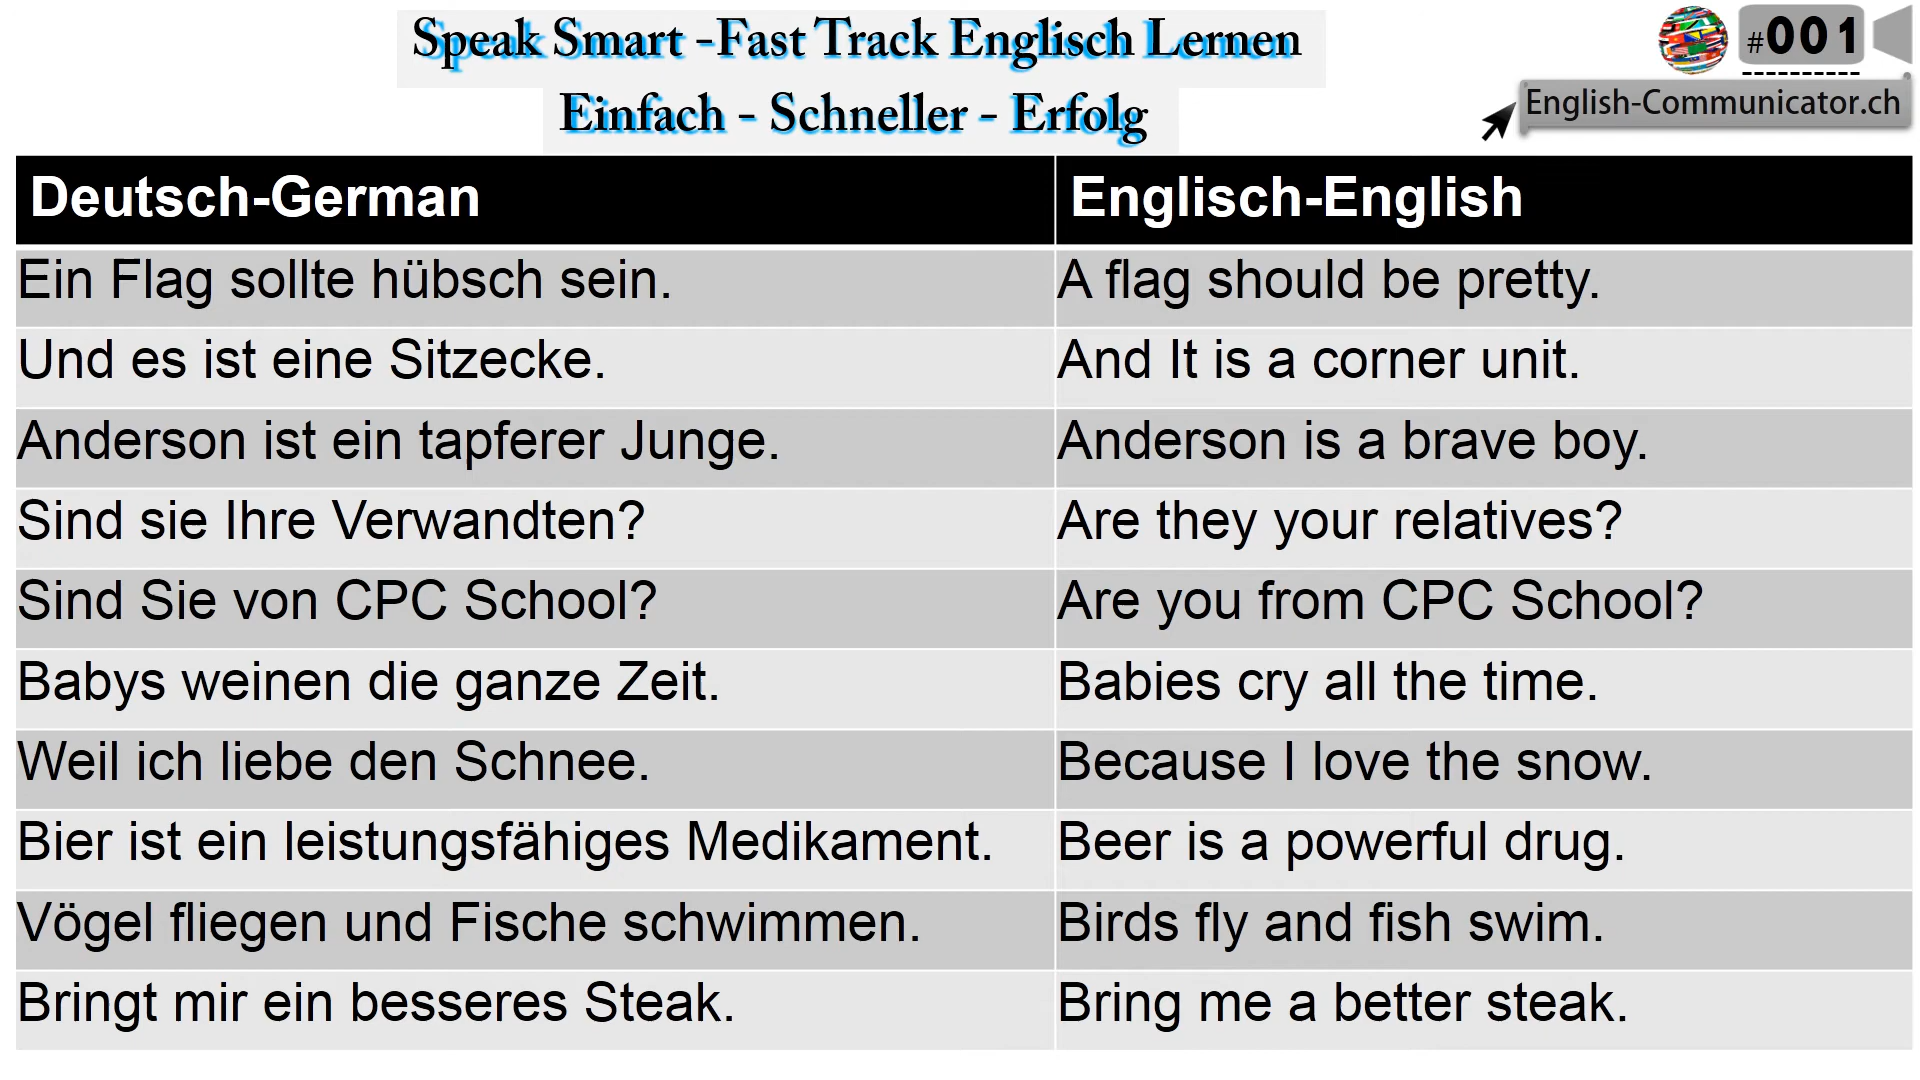 Speak Smart -Fast Track Englisch Lernen
Einfach - Schneller - Erfolg
#001
English-Communicator.ch
Deutsch-German Englisch-English
Ein Flag sollte hübsch sein. A flag should be pretty.
Und es ist eine Sitzecke. And It is a corner unit.
Anderson ist ein tapferer Junge. Anderson is a brave boy.
Sind sie Ihre Verwandten? Are they your relatives?
Sind Sie von CPC School? Are you from CPC School?
Babys weinen die ganze Zeit. Babies cry all the time.
Weil ich liebe den Schnee. Because I love the snow.
Bier ist ein leistungsfähiges Medikament. Beer is a powerful drug.
Vögel fliegen und Fische schwimmen. Birds fly and fish swim.
Bringt mir ein besseres Steak. Bring me a better steak.